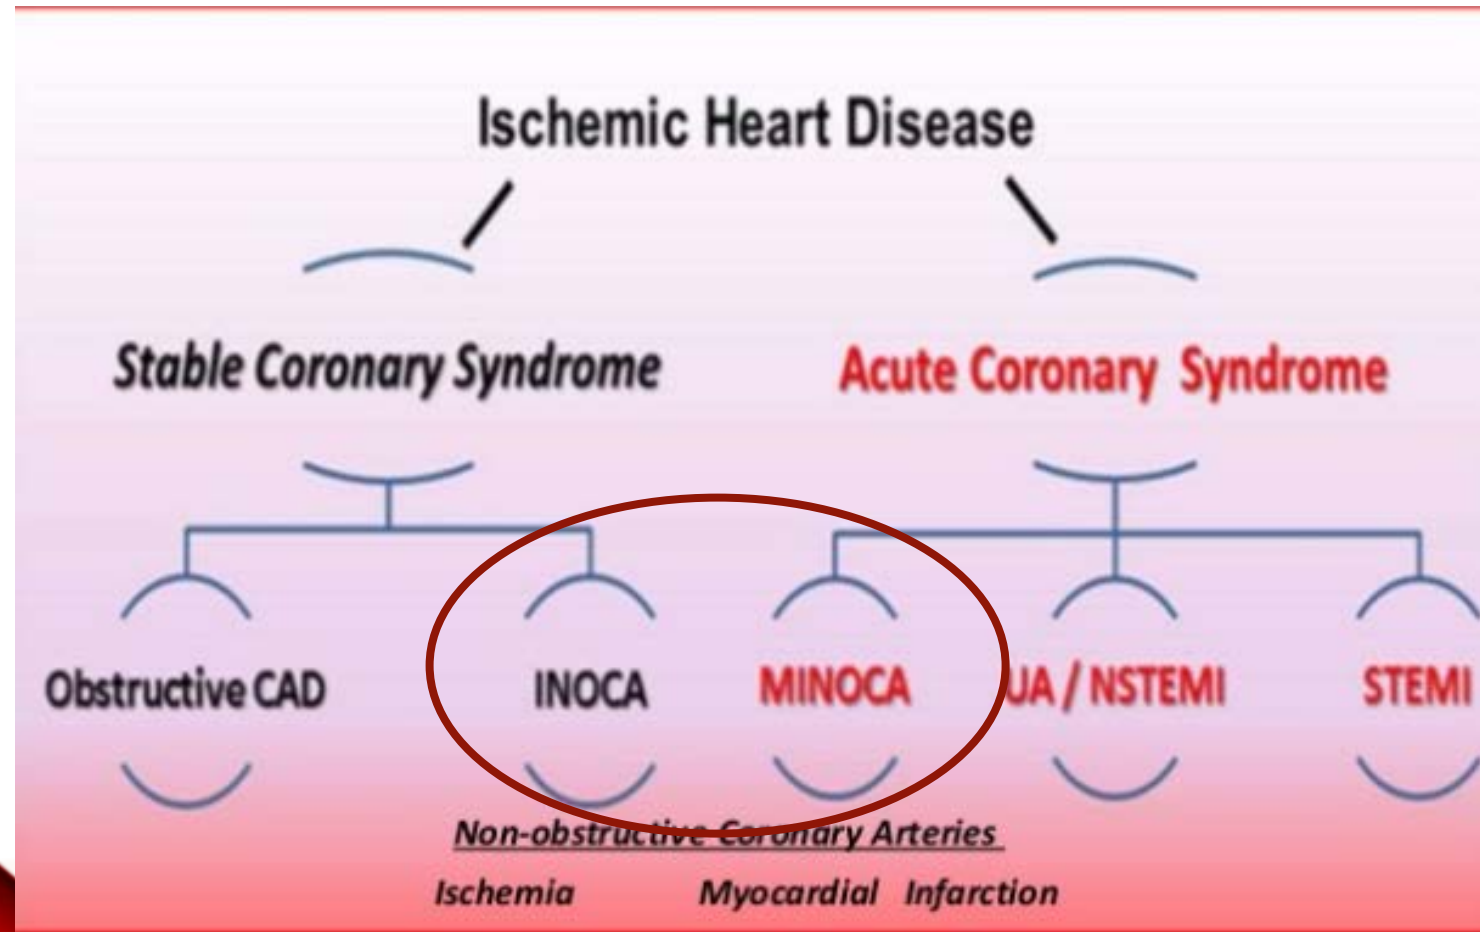 Ischemic Heart Disease
Stable Coronary Syndrome
Acute Coronary Syndrome
Obstructive CAD
INOCA
MINOCA
UA / NSTEMI
STEMI
Non-obstructive Coronary Arteries
Ischemia
Myocardial Infarction